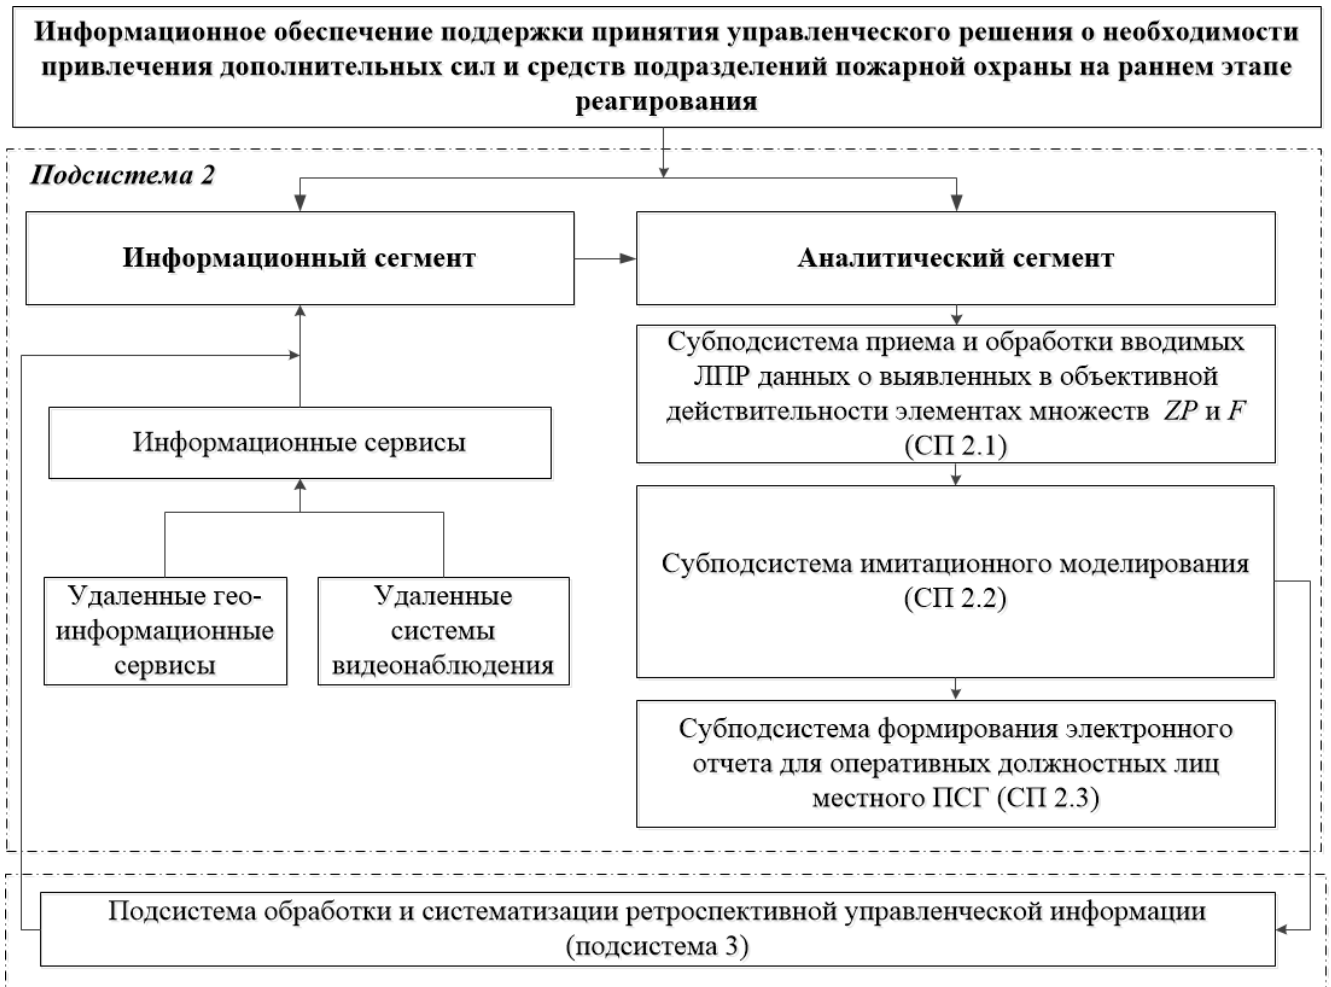 Информационное обеспечение поддержки принятия управленческого решения о необходимости
привлечения дополнительных сил и средств подразделений пожарной охраны на раннем этапе
реагирования
Подсистема 2
Информационный сегмент
Аналитический сегмент
Субподсистема приема и обработки вводимых
ЛПР данных о выявленных в объективной
действительности элементах множеств ZP и F
(СП 2.1)
Информационные сервисы
Субподсистема имитационного моделирования
(СП 2.2)
Удаленные гео-
информационные
сервисы
Удаленные
системы
видеонаблюдения
Субподсистема формирования электронного
отчета для оперативных должностных лиц
местного ПСГ (СП 2.3)
Подсистема обработки и систематизации ретроспективной управленческой информации
(подсистема 3)